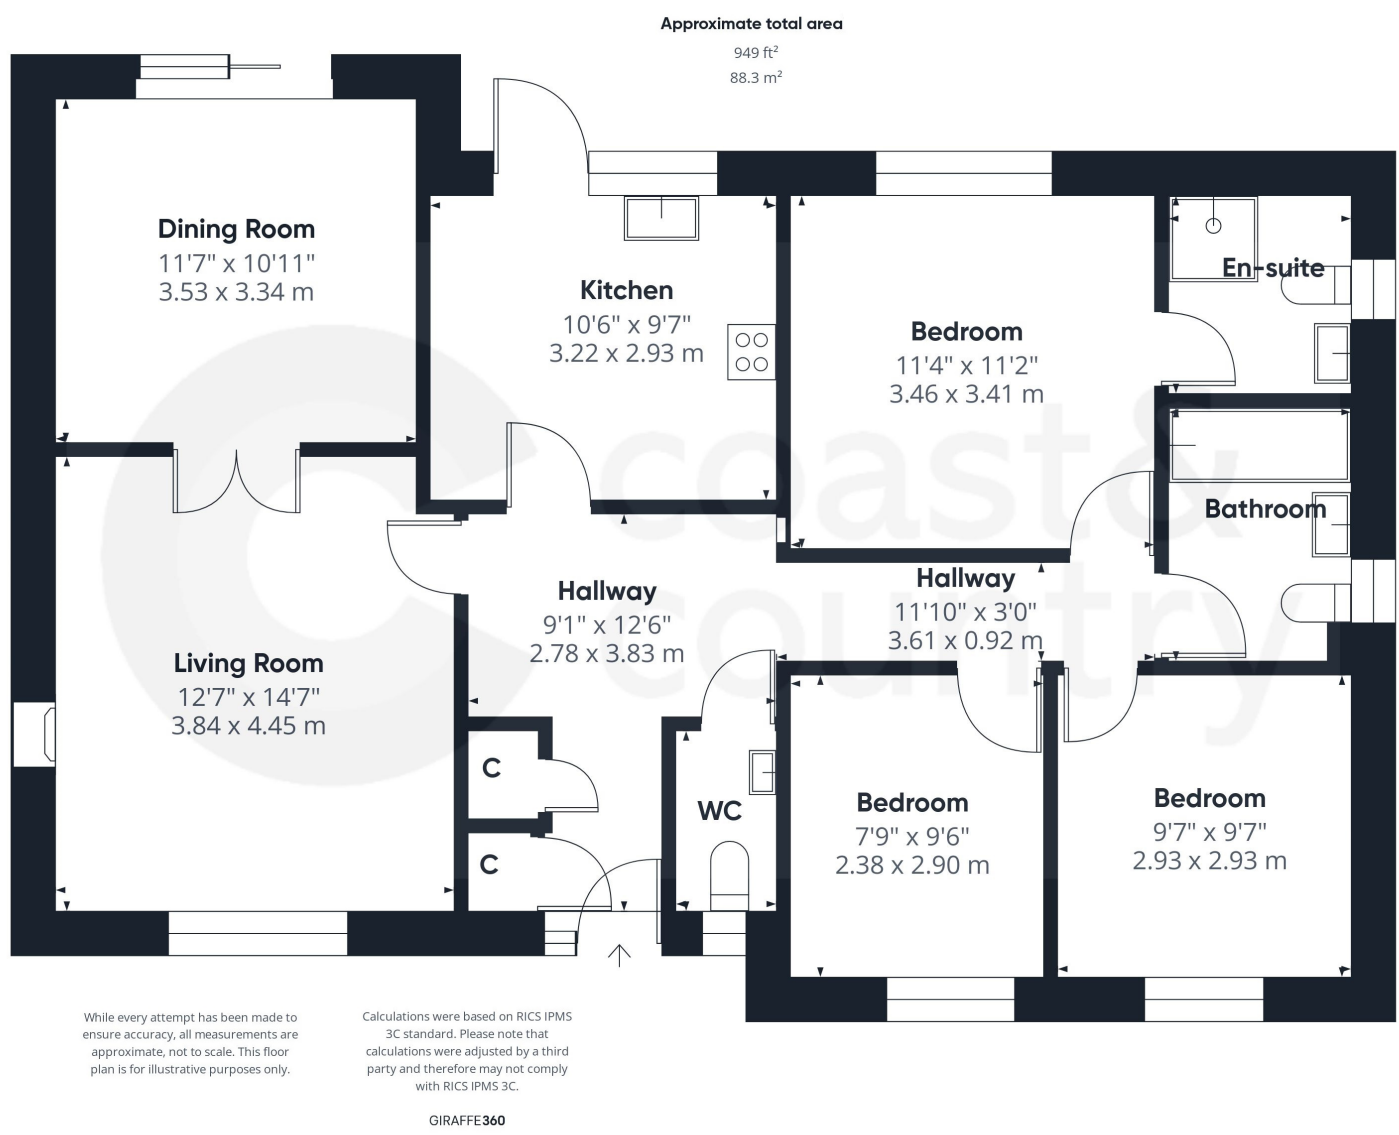 Approximate total area
949 ft²
88.3 m²
Dining Room
11'7" x 10'11"
3.53 x 3.34 m
Kitchen
10'6" x 9'7"
3.22 x 2.93 m
Bedroom
11'4" x 11'2"
3.46 x 3.41 m
En-suite
Bathroom
Hallway
9'1" x 12'6"
2.78 x 3.83 m
Hallway
11'10" x 3'0"
3.61 x 0.92 m
Living Room
12'7" x 14'7"
3.84 x 4.45 m
C
C
WC
Bedroom
7'9" x 9'6"
2.38 x 2.90 m
Bedroom
9'7" x 9'7"
2.93 x 2.93 m
coast&
country
While every attempt has been made to
ensure accuracy, all measurements are
approximate, not to scale. This floor
plan is for illustrative purposes only.
Calculations were based on RICS IPMS
3C standard. Please note that
calculations were adjusted by a third
party and therefore may not comply
with RICS IPMS 3C.
GIRAFFE360